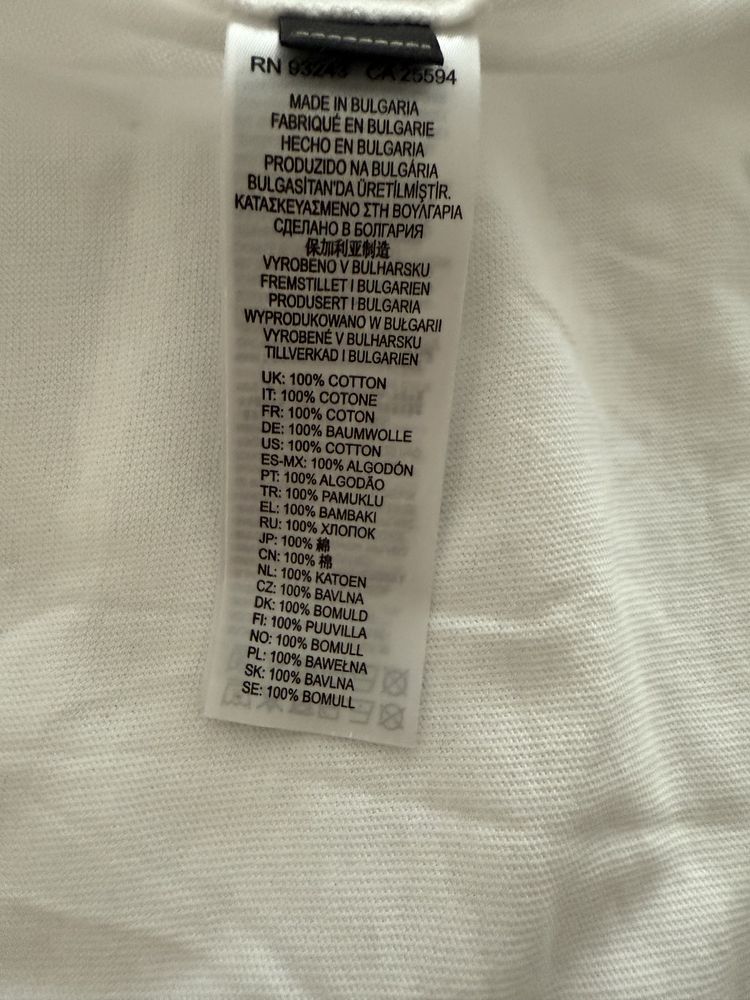 RN 93243 CA 25594
MADE IN BULGARIA
FABRIQUÉ EN BULGARIE
HECHO EN BULGARIA
PRODUZIDO NA BULGÁRIA
BULGASİTAN'DA ÜRETİLMİŞTİR.
ΚΑΤΑΣΚΕΥΑΣΜΕΝΟ ΣΤΗ ΒΟΥΛΓΑΡΙΑ
СДЕЛАНО В БОЛГАРИЯ
保加利亚制造
VYROBENO V BULHARSKU
FREMSTILLET I BULGARIEN
PRODUSERT I BULGARIA
WYPRODUKOWANO W BUŁGARII
VYROBENÉ V BULHARSKU
TILLVERKAD I BULGARIEN
UK: 100% COTTON
IT: 100% COTONE
FR: 100% COTON
DE: 100% BAUMWOLLE
US: 100% COTTON
ES-MX: 100% ALGODÓN
PT: 100% ALGODÃO
TR: 100% PAMUKLU
EL: 100% ΒΑΜΒΑΚΙ
RU: 100% ХЛОПОК
JP: 100% 綿
CN: 100% 棉
NL: 100% KATOEN
CZ: 100% BAVLNA
DK: 100% BOMULD
FI: 100% PUUVILLA
NO: 100% BOMULL
PL: 100% BAWEŁNA
SK: 100% BAVLNA
SE: 100% BOMULL